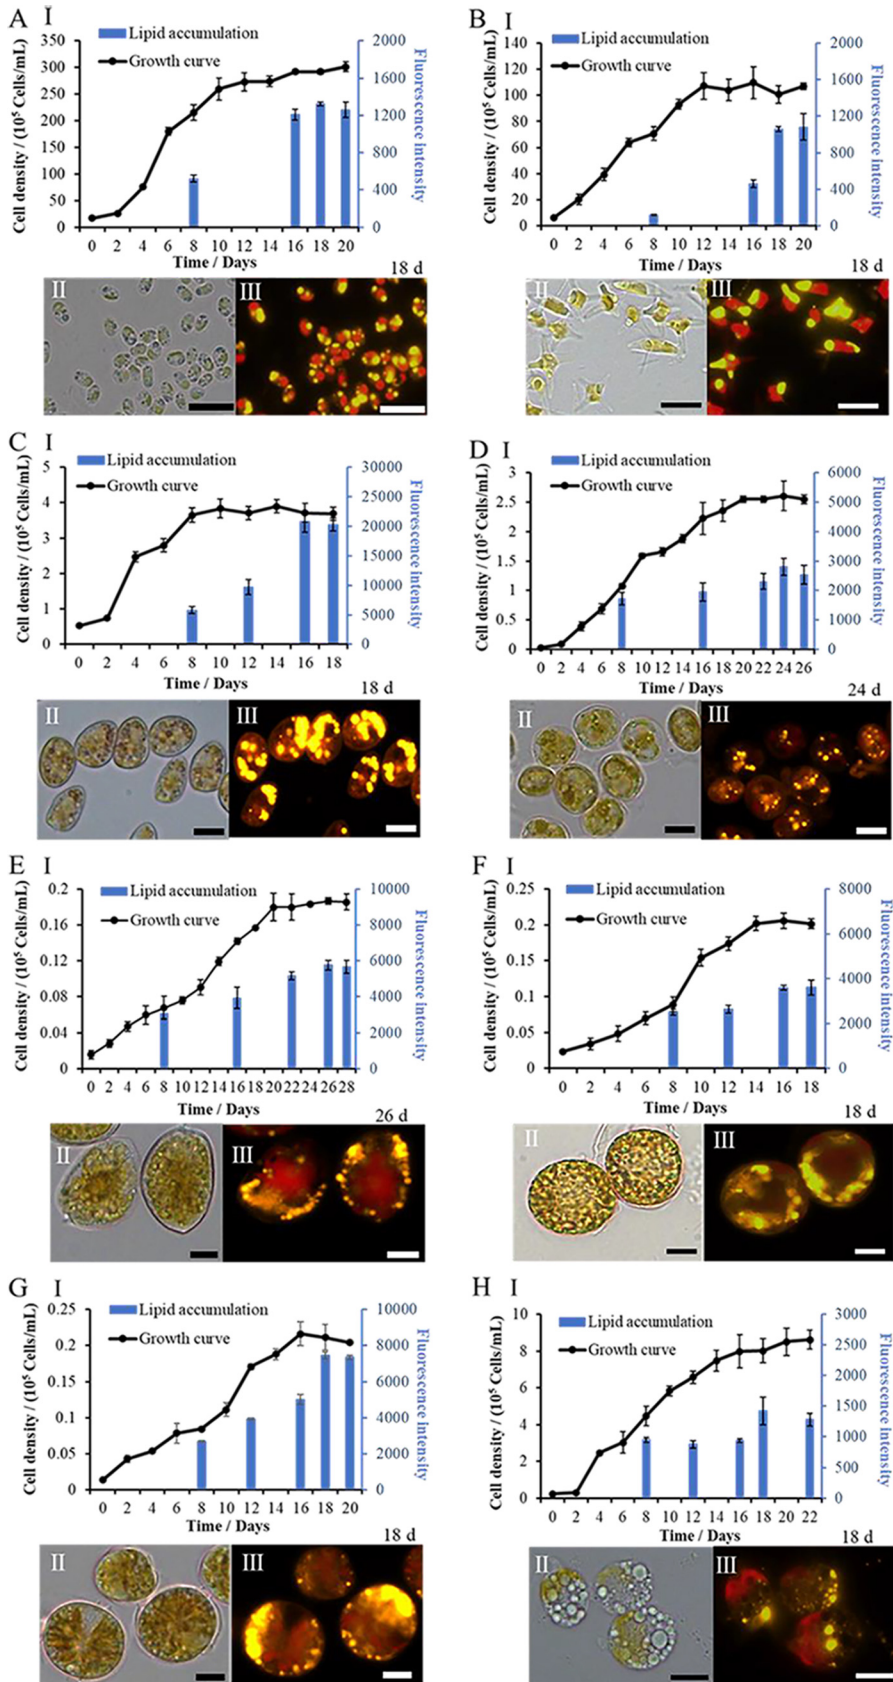 A I
Lipid accumulation
Growth curve
Cell density / (10⁵ Cells/mL)
350
300
250
200
150
100
50
0
2000
1600
1200
800
400
0
Fluorescence intensity
0 2 4 6 8 10 12 14 16 18 20
Time / Days
18 d
II III
B I
Lipid accumulation
Growth curve
Cell density / (10⁵ Cells/mL)
140
120
100
80
60
40
20
0
2000
1600
1200
800
400
0
Fluorescence intensity
0 2 4 6 8 10 12 14 16 18 20
Time / Days
18 d
II III
C I
Lipid accumulation
Growth curve
Cell density / (10⁵ Cells/mL)
5
4
3
2
1
0
30000
25000
20000
15000
10000
5000
0
Fluorescence intensity
0 2 4 6 8 10 12 14 16 18
Time / Days
18 d
II III
D I
Lipid accumulation
Growth curve
Cell density / (10⁵ Cells/mL)
3
2.5
2
1.5
1
0.5
0
6000
5000
4000
3000
2000
1000
0
Fluorescence intensity
0 2 4 6 8 10 12 14 16 18 20 22 24 26
Time / Days
24 d
II III
E I
Lipid accumulation
Growth curve
Cell density / (10⁵ Cells/mL)
0.2
0.16
0.12
0.08
0.04
0
10000
8000
6000
4000
2000
0
Fluorescence intensity
0 2 4 6 8 10 12 14 16 18 20 22 24 26 28
Time / Days
26 d
II III
F I
Lipid accumulation
Growth curve
Cell density / (10⁵ Cells/mL)
0.25
0.2
0.15
0.1
0.05
0
8000
6000
4000
2000
0
Fluorescence intensity
0 2 4 6 8 10 12 14 16 18
Time / Days
18 d
II III
G I
Lipid accumulation
Growth curve
Cell density / (10⁵ Cells/mL)
0.25
0.2
0.15
0.1
0.05
0
10000
8000
6000
4000
2000
0
Fluorescence intensity
0 2 4 6 8 10 12 14 16 18 20
Time / Days
18 d
II III
H I
Lipid accumulation
Growth curve
Cell density / (10⁵ Cells/mL)
10
8
6
4
2
0
3000
2500
2000
1500
1000
500
0
Fluorescence intensity
0 2 4 6 8 10 12 14 16 18 20 22
Time / Days
18 d
II III